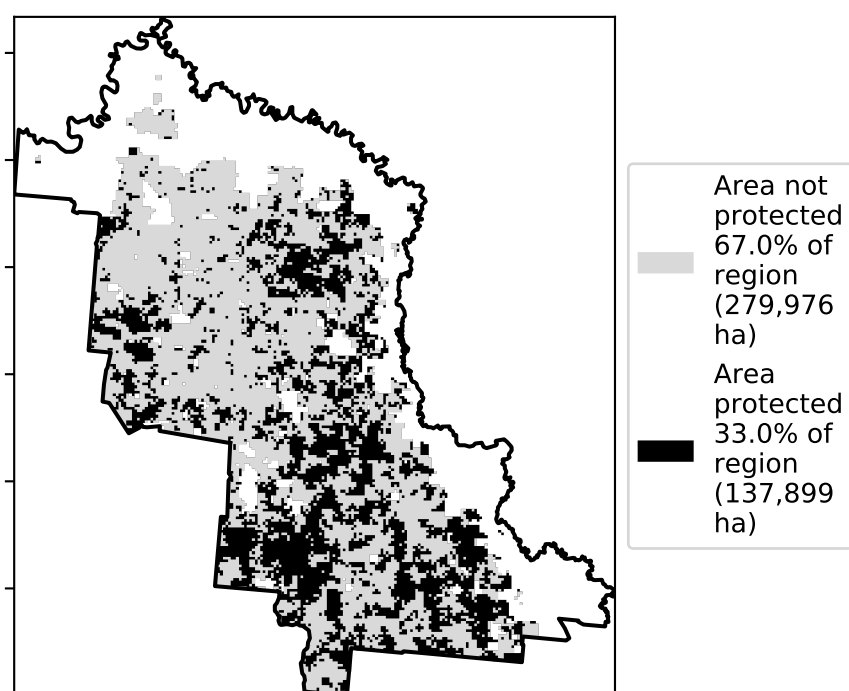 Area not
protected
67.0% of
region
(279,976
ha)
Area
protected
33.0% of
region
(137,899
ha)